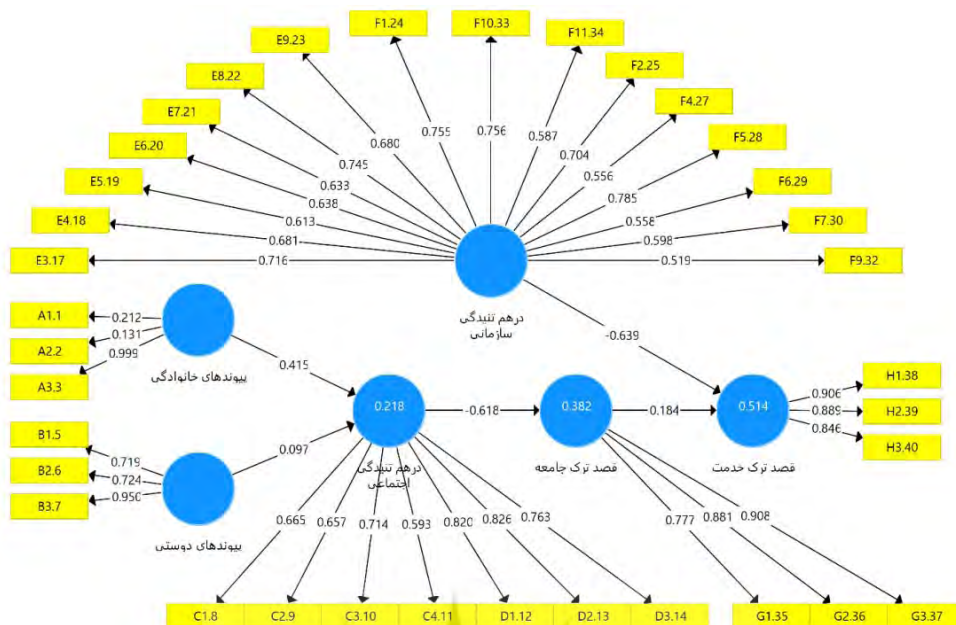 F1.24
F10.33
F11.34
E9.23
F2.25
E8.22
F4.27
E7.21
F5.28
E6.20
F6.29
E5.19
F7.30
E4.18
F9.32
E3.17
0.755
0.756
0.587
0.680
0.704
0.745
0.556
0.633
0.785
0.638
0.558
0.613
0.598
0.681
0.519
0.716
درهم تنیدگی
سازمانی
A1.1
A2.2
A3.3
0.212
0.131
0.999
پیوندهای خانوادگی
0.415
-0.639
B1.5
B2.6
B3.7
0.719
0.724
0.950
پیوندهای دوستی
0.097
0.218
درهم تنیدگی
اجتماعی
-0.618
0.382
قصد ترک جامعه
0.184
0.514
قصد ترک خدمت
0.906
0.889
0.846
H1.38
H2.39
H3.40
0.665
0.657
0.714
0.593
0.820
0.826
0.763
0.777
0.881
0.908
C1.8
C2.9
C3.10
C4.11
D1.12
D2.13
D3.14
G1.35
G2.36
G3.37